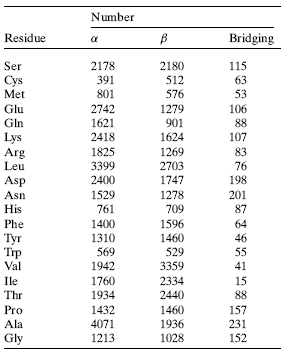 Number
Residue α β Bridging
Ser 2178 2180 115
Cys 391 512 63
Met 801 576 53
Glu 2742 1279 106
Gln 1621 901 88
Lys 2418 1624 107
Arg 1825 1269 83
Leu 3399 2703 76
Asp 2400 1747 198
Asn 1529 1278 201
His 761 709 87
Phe 1400 1596 64
Tyr 1310 1460 46
Trp 569 529 55
Val 1942 3359 41
Ile 1760 2334 15
Thr 1934 2440 88
Pro 1432 1460 157
Ala 4071 1936 231
Gly 1213 1028 152